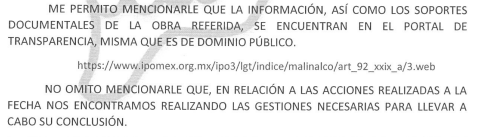 ME PERMITO MENCIONARLE QUE LA INFORMACIÓN, ASÍ COMO LOS SOPORTES
DOCUMENTALES DE LA OBRA REFERIDA, SE ENCUENTRAN EN EL PORTAL DE
TRANSPARENCIA, MISMA QUE ES DE DOMINIO PÚBLICO.
https://www.ipomex.org.mx/ipo3/lgt/indice/malinalco/art_92_xxix_a/3.web
NO OMITO MENCIONARLE QUE, EN RELACIÓN A LAS ACCIONES REALIZADAS A LA
FECHA NOS ENCONTRAMOS REALIZANDO LAS GESTIONES NECESARIAS PARA LLEVAR A
CABO SU CONCLUSIÓN.